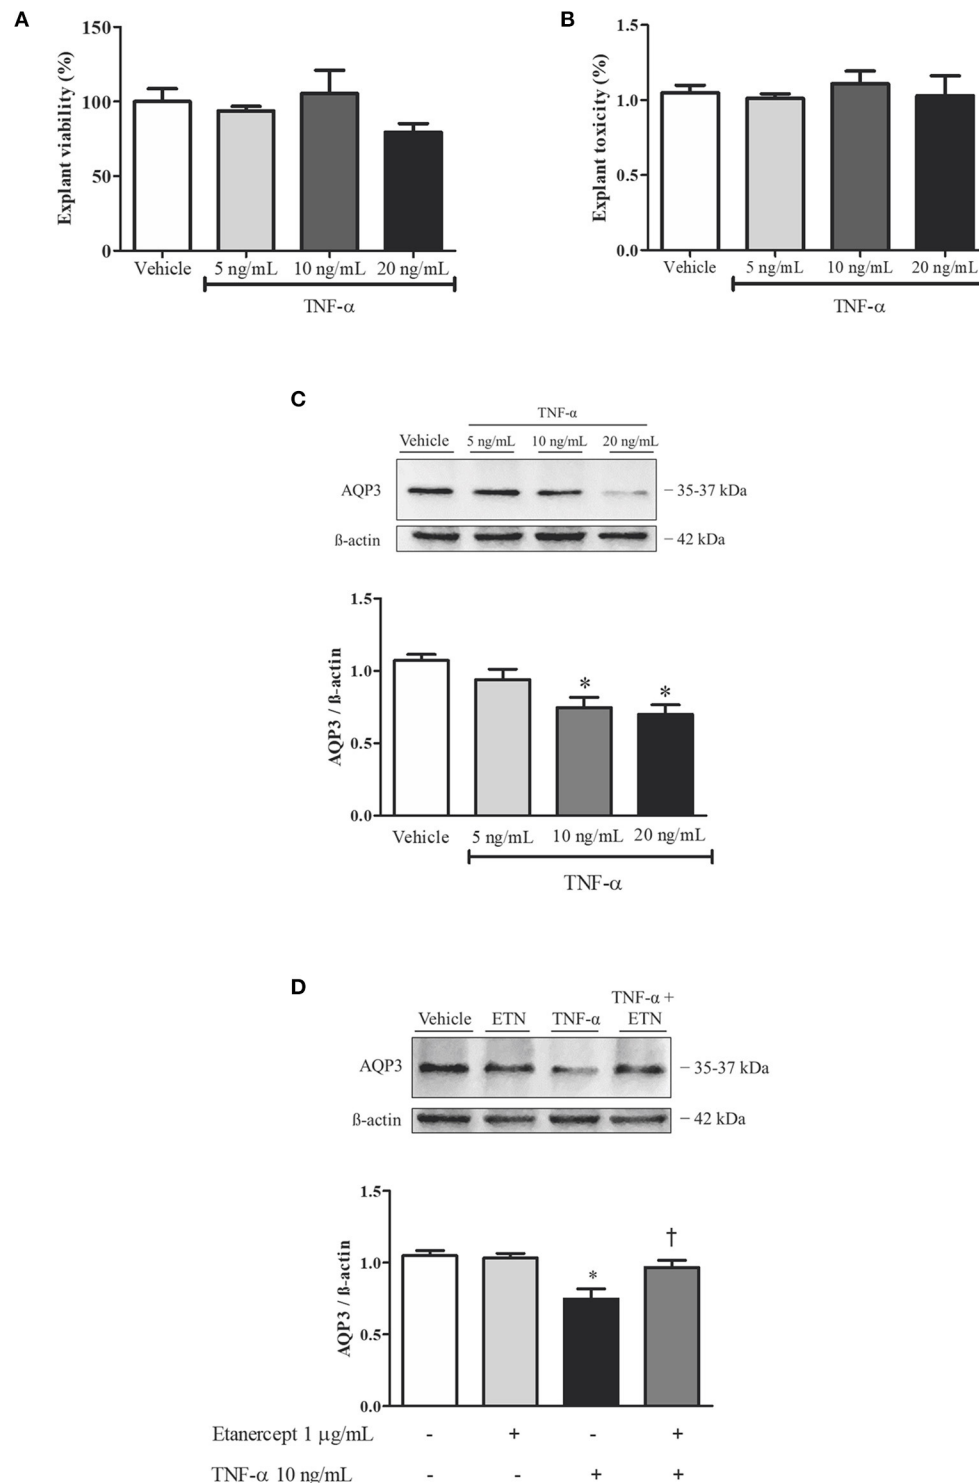 A
Explant viability (%)
150
100
50
0
Vehicle 5 ng/mL 10 ng/mL 20 ng/mL
TNF-α
B
Explant toxicity (%)
1.5
1.0
0.5
0.0
Vehicle 5 ng/mL 10 ng/mL 20 ng/mL
TNF-α
C
TNF-α
Vehicle 5 ng/mL 10 ng/mL 20 ng/mL
AQP3 – 35-37 kDa
ß-actin – 42 kDa
AQP3 / ß-actin
1.5
1.0
0.5
0.0
* *
Vehicle 5 ng/mL 10 ng/mL 20 ng/mL
TNF-α
D
TNF-α +
Vehicle ETN TNF-α ETN
AQP3 – 35-37 kDa
ß-actin – 42 kDa
AQP3 / ß-actin
1.5
1.0
0.5
0.0
* †
Etanercept 1 μg/mL - + - +
TNF-α 10 ng/mL - - + +